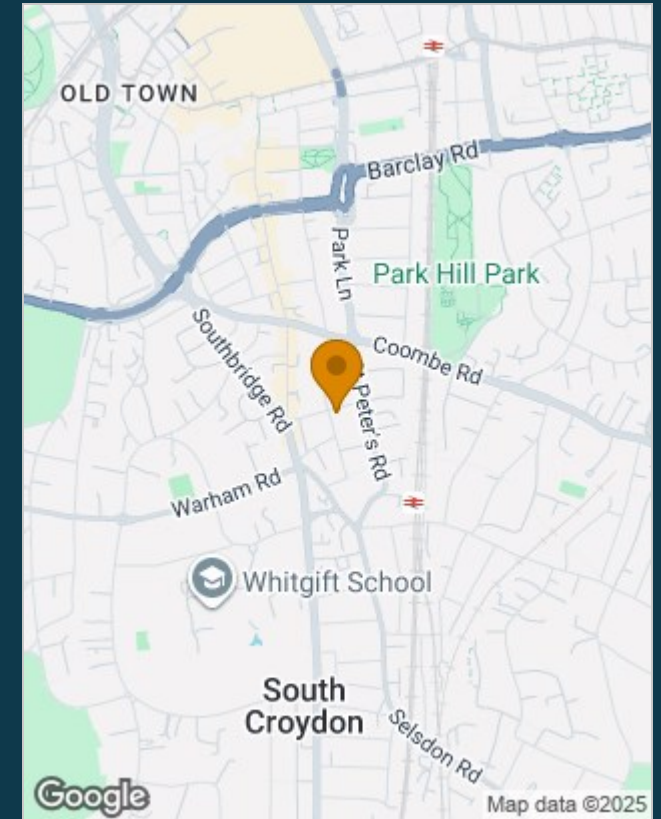 OLD TOWN
Barclay Rd
Park Ln
Park Hill Park
Southbridge Rd
Coombe Rd
Peter's Rd
Warham Rd
Whitgift School
South
Croydon
Selsdon Rd
Google
Map data ©2025